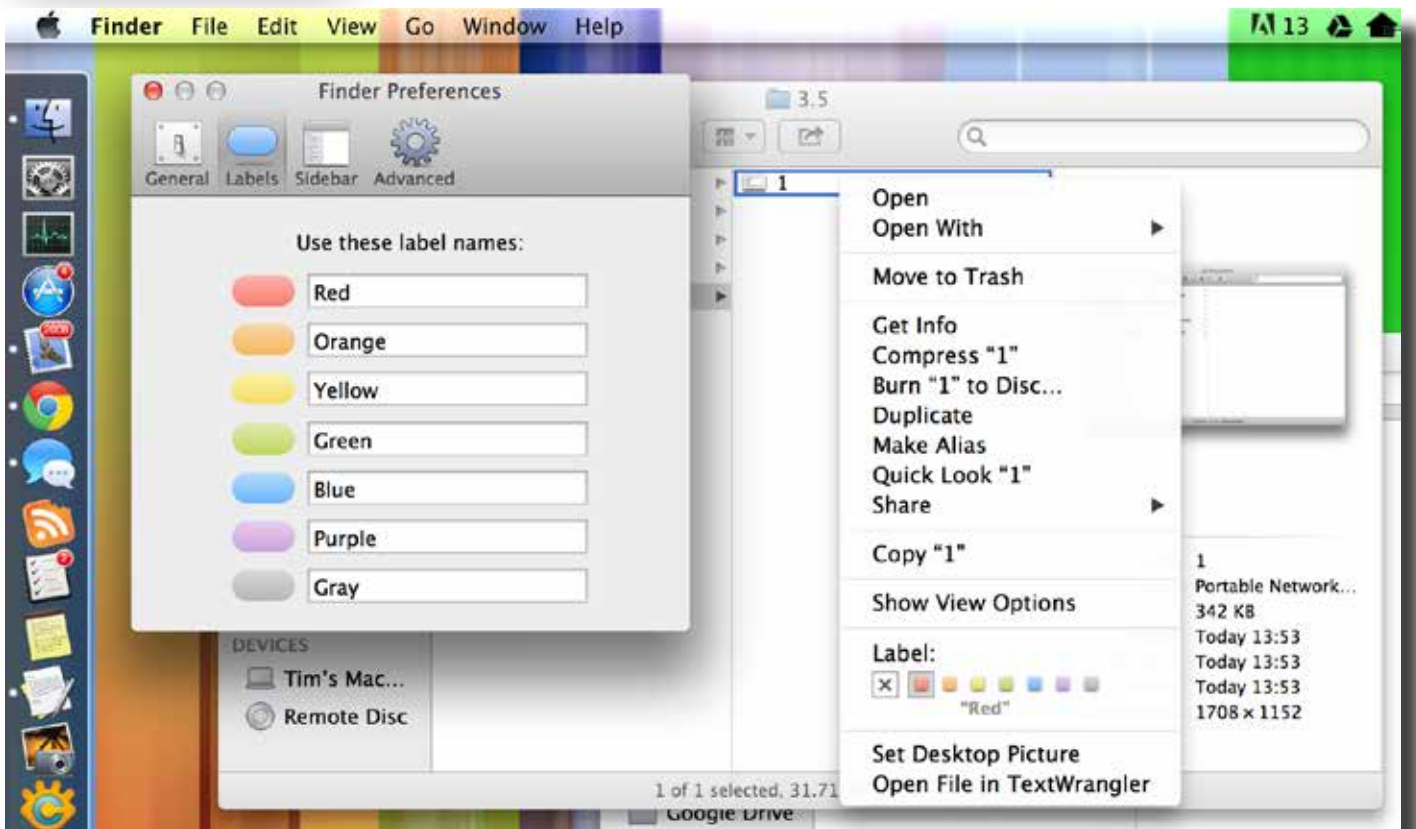 Finder File Edit View Go Window Help
13
Finder Preferences
General Labels Sidebar Advanced
Use these label names:
Red
Orange
Yellow
Green
Blue
Purple
Gray
3.5
1
Open
Open With
Move to Trash
Get Info
Compress “1”
Burn “1” to Disc...
Duplicate
Make Alias
Quick Look “1”
Share
Copy “1”
Show View Options
Label:
"Red"
Set Desktop Picture
Open File in TextWrangler
1
Portable Network...
342 KB
Today 13:53
Today 13:53
Today 13:53
1708 × 1152
DEVICES
Tim's Mac...
Remote Disc
1 of 1 selected, 31.71
Google Drive